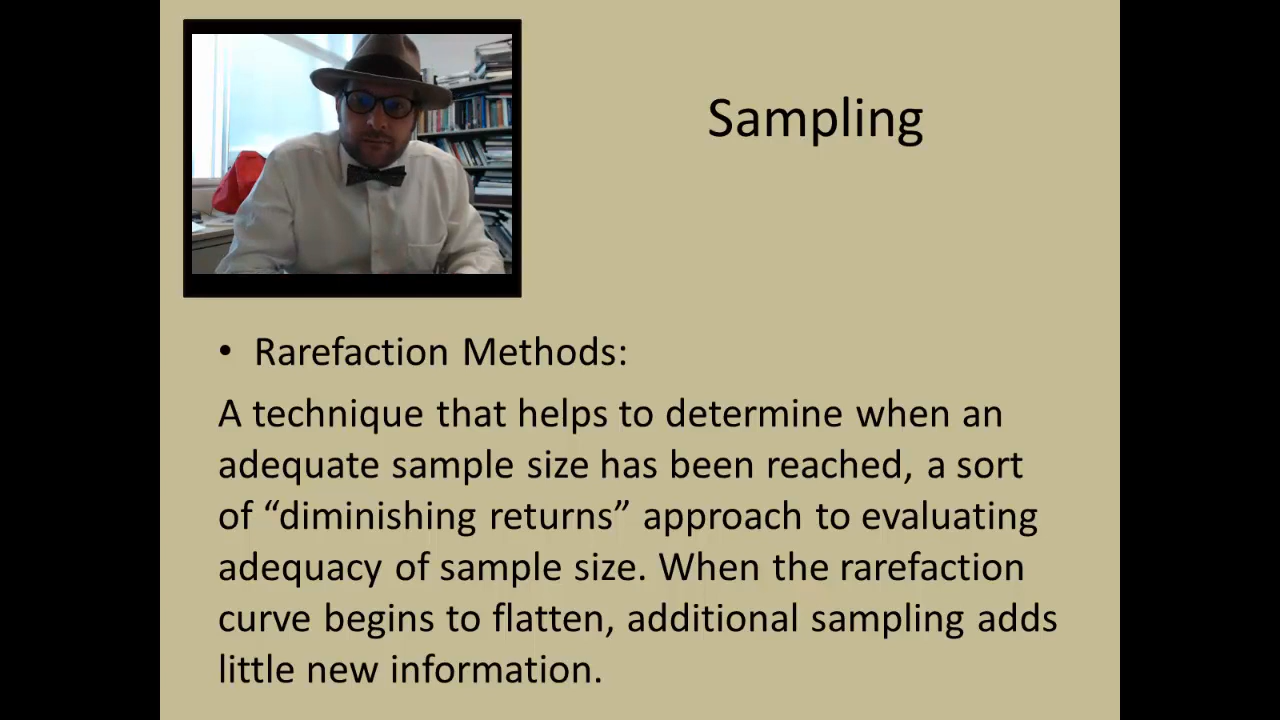 Sampling
• Rarefaction Methods:
A technique that helps to determine when an
adequate sample size has been reached, a sort
of “diminishing returns” approach to evaluating
adequacy of sample size. When the rarefaction
curve begins to flatten, additional sampling adds
little new information.